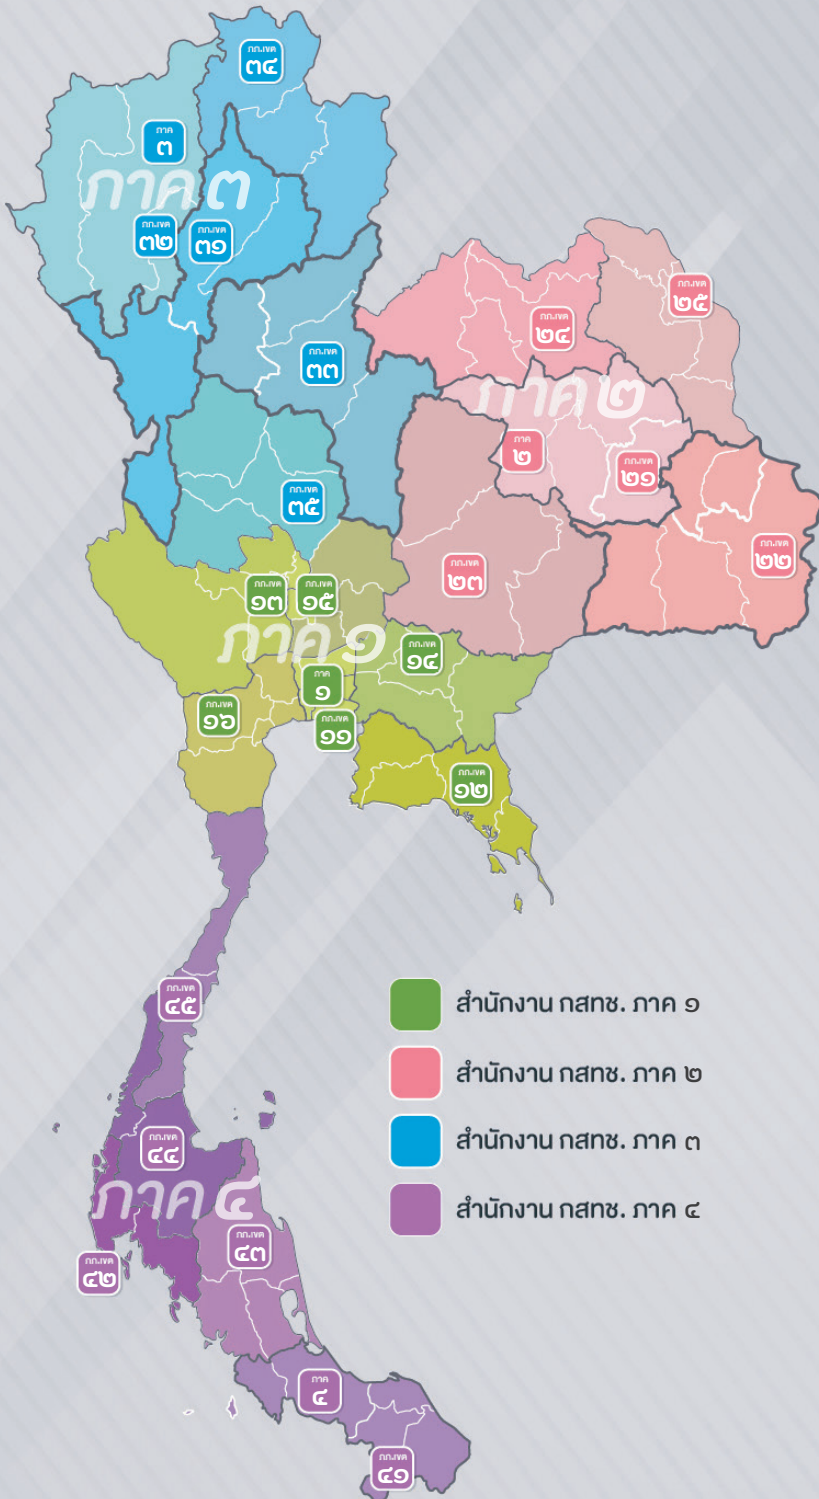 ภก.เขต
๓๔
ภาค
๓
ภาค ๓
ภก.เขต
๓๒
ภก.เขต
๓๑
ภก.เขต
๒๕
ภก.เขต
๒๔
ภก.เขต
๓๓
ภาค ๒
ภาค
๒
ภก.เขต
๒๑
ภก.เขต
๓๕
ภก.เขต
๒๒
ภก.เขต
๒๓
ภก.เขต
๑๓
ภก.เขต
๑๕
ภาค ๑
ภก.เขต
๑๔
ภาค
๑
ภก.เขต
๑๖
ภก.เขต
๑๑
ภก.เขต
๑๒
ภก.เขต
๔๕
สำนักงาน กสทช. ภาค ๑
สำนักงาน กสทช. ภาค ๒
สำนักงาน กสทช. ภาค ๓
สำนักงาน กสทช. ภาค ๔
ภก.เขต
๔๔
ภาค ๔
ภก.เขต
๔๓
ภก.เขต
๔๒
ภาค
๔
ภก.เขต
๔๑